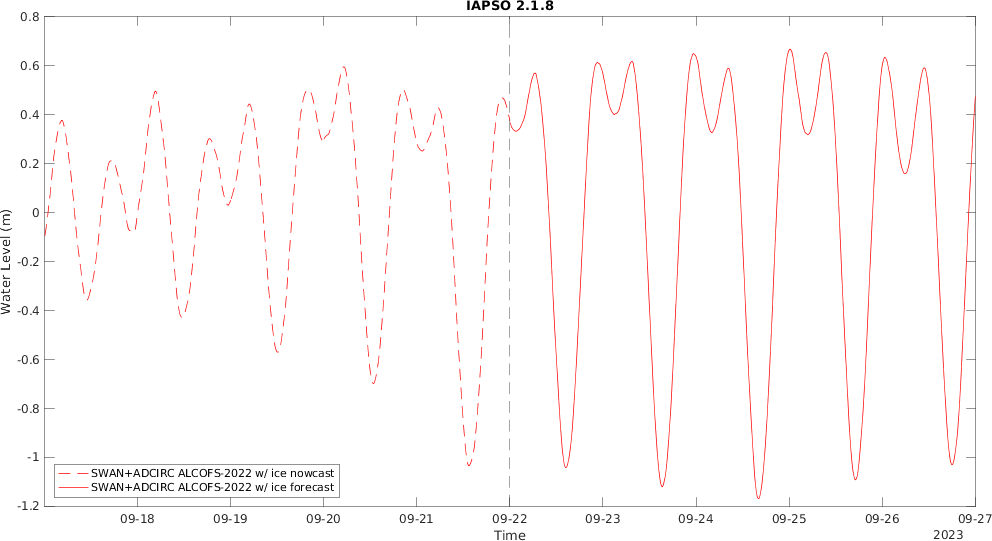 IAPSO 2.1.8
0.8
0.6
0.4
0.2
0
-0.2
-0.4
-0.6
-0.8
-1
-1.2
Water Level (m)
SWAN+ADCIRC ALCOFS-2022 w/ ice nowcast
SWAN+ADCIRC ALCOFS-2022 w/ ice forecast
09-18 09-19 09-20 09-21 09-22 09-23 09-24 09-25 09-26 09-27
Time
2023